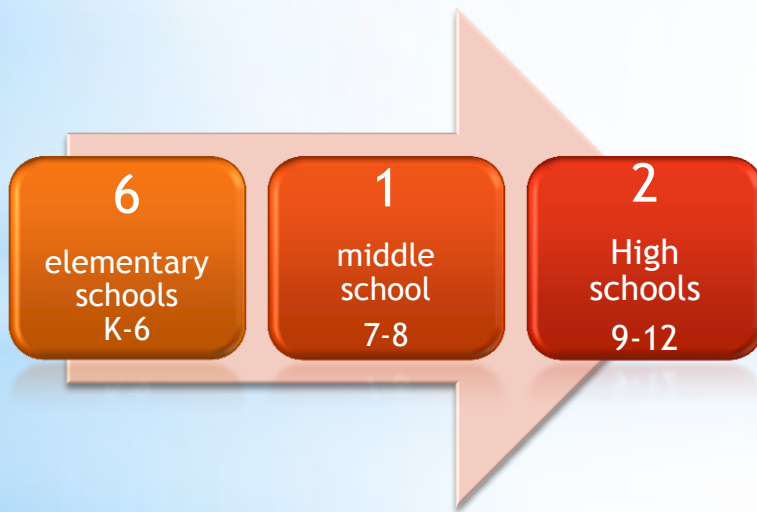 6
elementary
schools
K-6
1
middle
school
7-8
2
High
schools
9-12